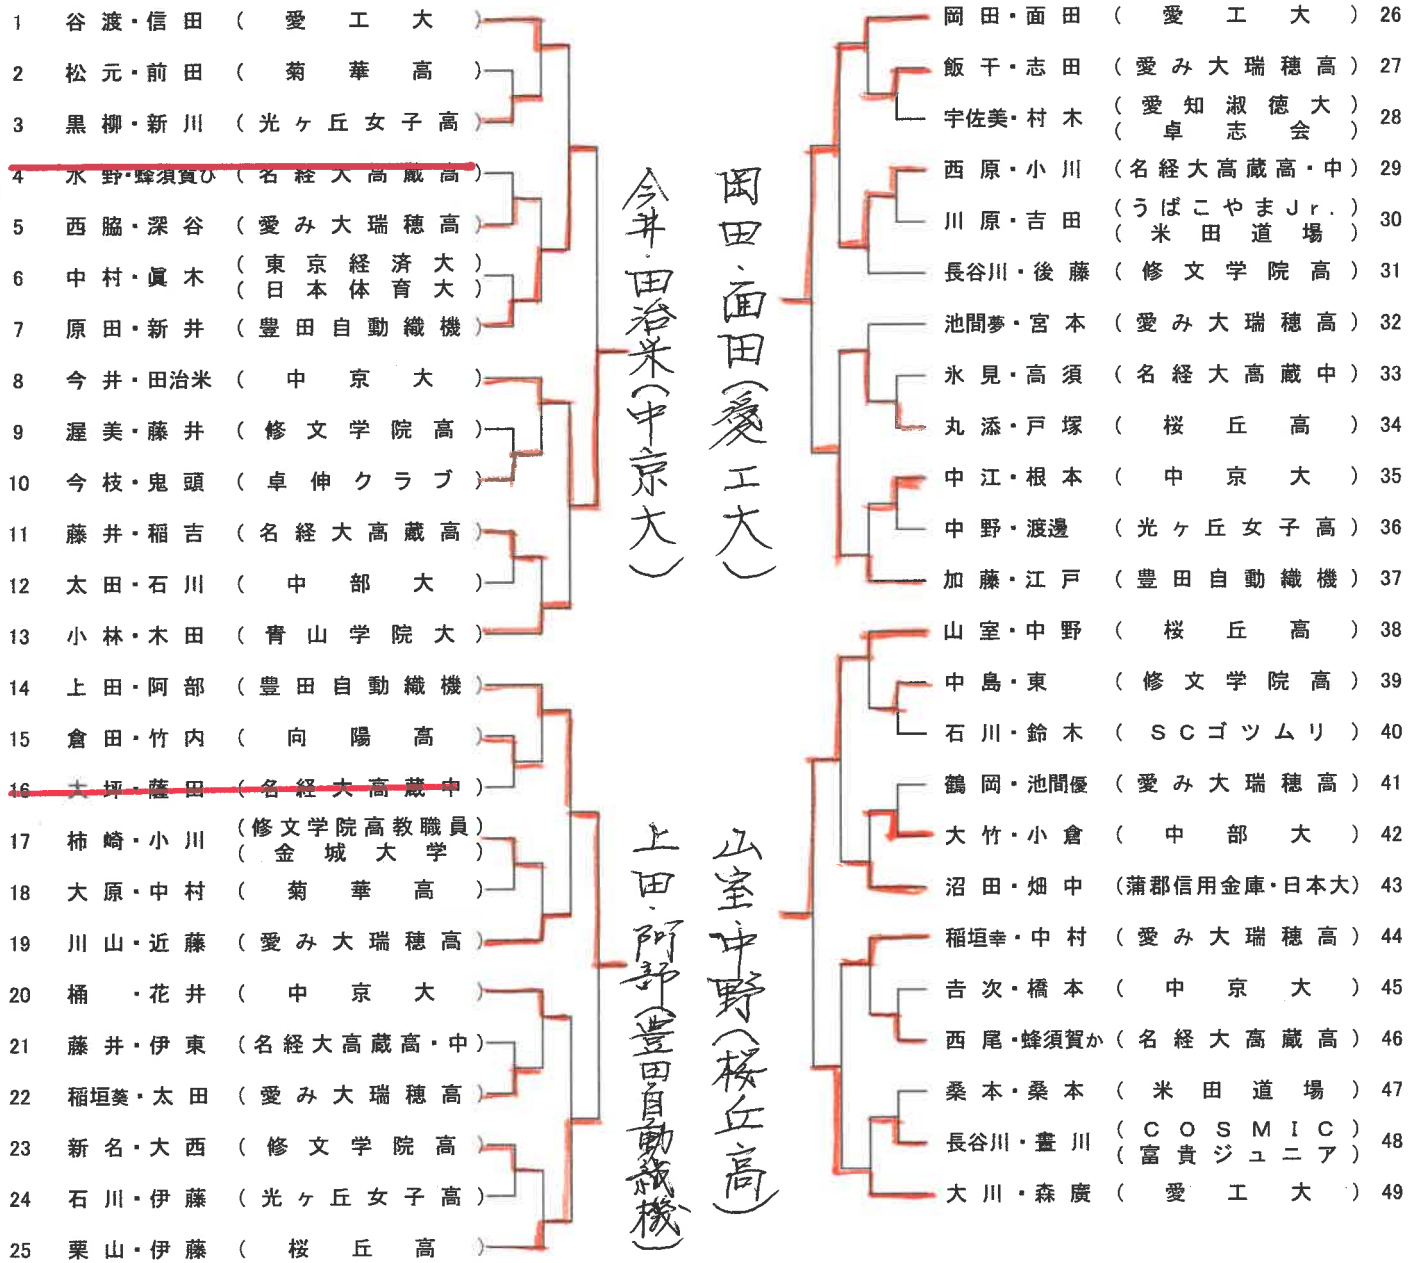 1 谷渡・信田 (愛工大)
2 松元・前田 (菊華高)
3 黒柳・新川 (光ヶ丘女子高)
4 水野・蜂須賀ひ (名経大高蔵高)
5 西脇・深谷 (愛み大瑞穂高)
6 中村・眞木 (東京経済大)
(日本体育大)
7 原田・新井 (豊田自動織機)
8 今井・田治米 (中京大)
9 渥美・藤井 (修文学院高)
10 今枝・鬼頭 (卓伸クラブ)
11 藤井・稲吉 (名経大高蔵高)
12 太田・石川 (中部大)
13 小林・木田 (青山学院大)
14 上田・阿部 (豊田自動織機)
15 倉田・竹内 (向陽高)
16 大坪・薩田 (名経大高蔵中)
17 柿崎・小川 (修文学院高教職員)
(金城大学)
18 大原・中村 (菊華高)
19 川山・近藤 (愛み大瑞穂高)
20 桶・花井 (中京大)
21 藤井・伊東 (名経大高蔵高・中)
22 稲垣葵・太田 (愛み大瑞穂高)
23 新名・大西 (修文学院高)
24 石川・伊藤 (光ヶ丘女子高)
25 栗山・伊藤 (桜丘高)
今井・田治米(中京大)
上田・阿部(豊田自動織機)
岡田・面田(愛工大)
山室中野(桜丘高)
岡田・面田 (愛工大) 26
飯干・志田 (愛み大瑞穂高) 27
宇佐美・村木 (愛知淑徳大) 28
(卓志会)
西原・小川 (名経大高蔵高・中) 29
川原・吉田 (うばこやまJr.) 30
(米田道場)
長谷川・後藤 (修文学院高) 31
池間夢・宮本 (愛み大瑞穂高) 32
氷見・高須 (名経大高蔵中) 33
丸添・戸塚 (桜丘高) 34
中江・根本 (中京大) 35
中野・渡邊 (光ヶ丘女子高) 36
加藤・江戸 (豊田自動織機) 37
山室・中野 (桜丘高) 38
中島・東 (修文学院高) 39
石川・鈴木 (SCゴツムリ) 40
鶴岡・池間優 (愛み大瑞穂高) 41
大竹・小倉 (中部大) 42
沼田・畑中 (蒲郡信用金庫・日本大) 43
稲垣幸・中村 (愛み大瑞穂高) 44
吉次・橋本 (中京大) 45
西尾・蜂須賀か (名経大高蔵高) 46
桑本・桑本 (米田道場) 47
長谷川・晝川 (COSMIC) 48
(富貴ジュニア)
大川・森廣 (愛工大) 49